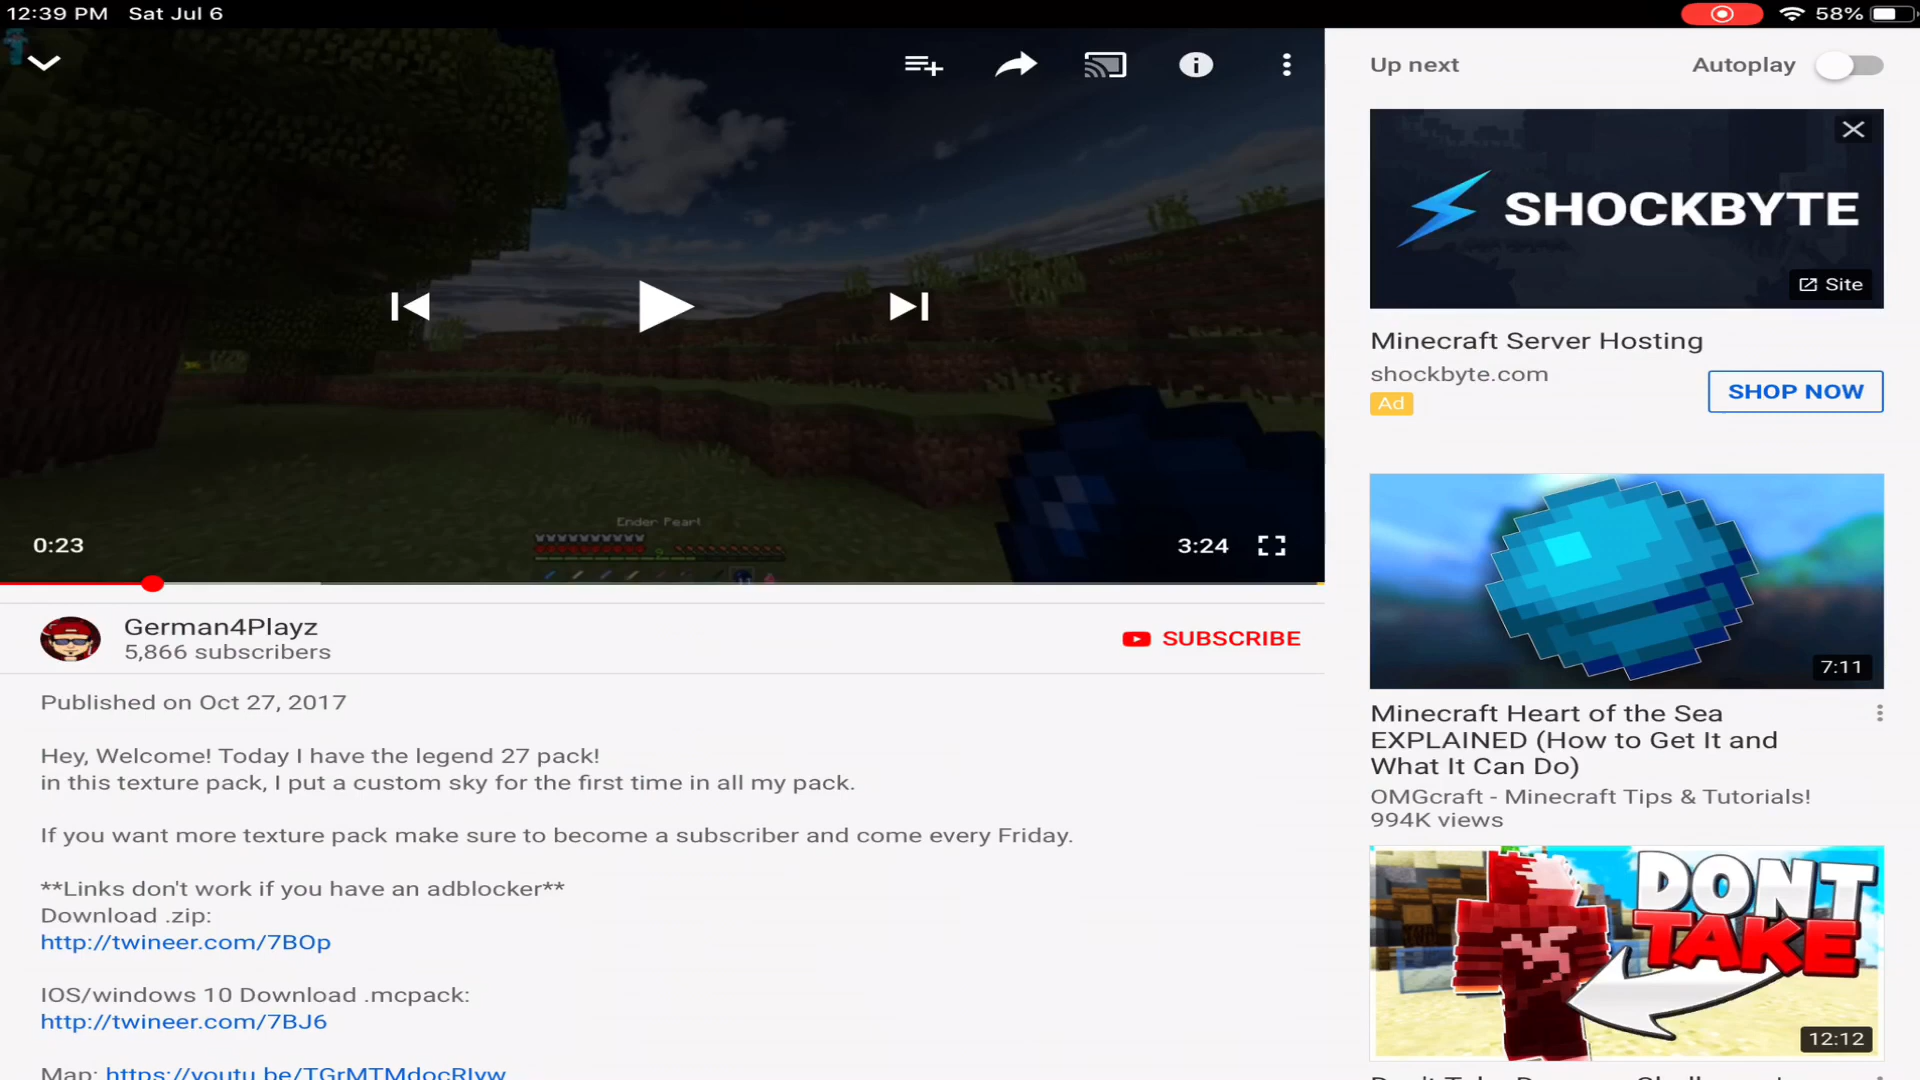 12:39 PM Sat Jul 6
58%
Up next
Autoplay
SHOCKBYTE
Site
Minecraft Server Hosting
shockbyte.com
Ad
SHOP NOW
Ender Pearl
9
0:23
3:24
German4Playz
5,866 subscribers
SUBSCRIBE
Published on Oct 27, 2017
Hey, Welcome! Today I have the legend 27 pack!
in this texture pack, I put a custom sky for the first time in all my pack.
If you want more texture pack make sure to become a subscriber and come every Friday.
**Links don't work if you have an adblocker**
Download .zip:
http://twineer.com/7BOp
IOS/windows 10 Download .mcpack:
http://twineer.com/7BJ6
Map: https://youtu.be/TGrMTMdocRIyw
7:11
Minecraft Heart of the Sea
EXPLAINED (How to Get It and
What It Can Do)
OMGcraft - Minecraft Tips & Tutorials!
994K views
DONT
TAKE
12:12